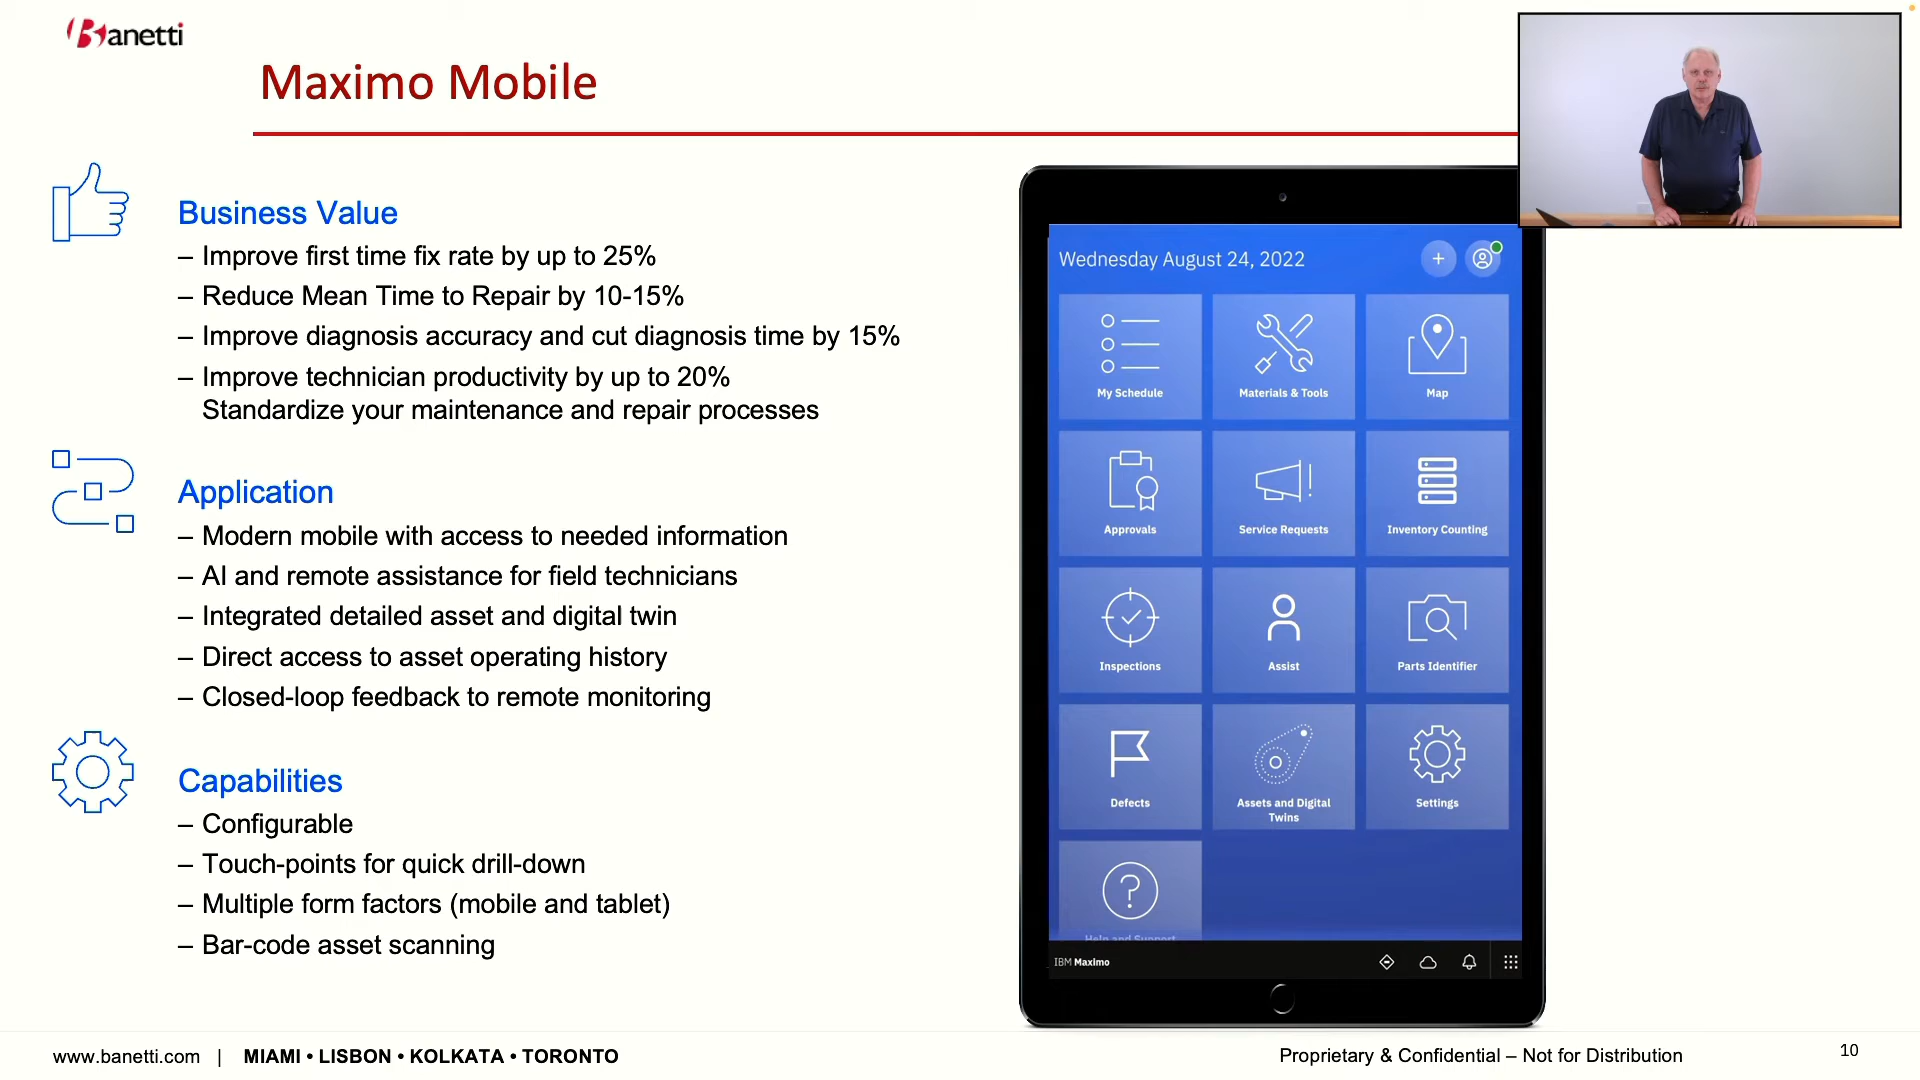 Banetti
Maximo Mobile
Business Value
– Improve first time fix rate by up to 25%
– Reduce Mean Time to Repair by 10-15%
– Improve diagnosis accuracy and cut diagnosis time by 15%
– Improve technician productivity by up to 20%
Standardize your maintenance and repair processes
Application
– Modern mobile with access to needed information
– AI and remote assistance for field technicians
– Integrated detailed asset and digital twin
– Direct access to asset operating history
– Closed-loop feedback to remote monitoring
Capabilities
– Configurable
– Touch-points for quick drill-down
– Multiple form factors (mobile and tablet)
– Bar-code asset scanning
Wednesday August 24, 2022
My Schedule
Materials & Tools
Map
Approvals
Service Requests
Inventory Counting
Inspections
Assist
Parts Identifier
Defects
Assets and Digital
Twins
Settings
Help and Support
IBM Maximo
www.banetti.com | MIAMI • LISBON • KOLKATA • TORONTO
Proprietary & Confidential – Not for Distribution
10